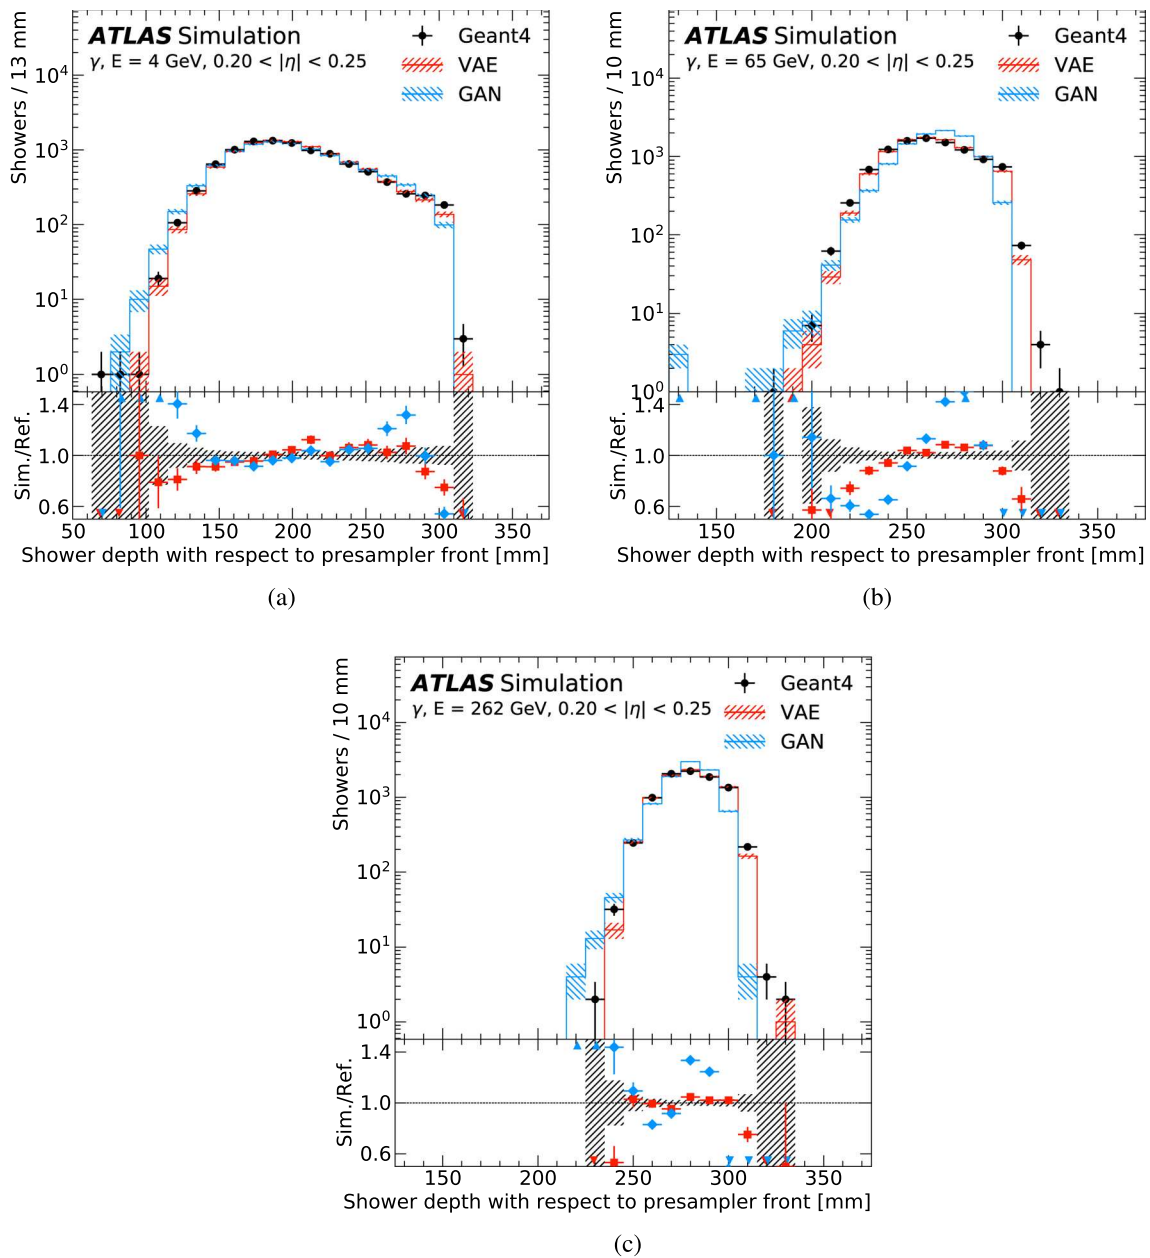 ATLAS Simulation
γ, E = 4 GeV, 0.20 < |η| < 0.25
Geant4
VAE
GAN
Showers / 13 mm
10⁴
10³
10²
10¹
10⁰
Sim./Ref.
1.4
1.0
0.6
50 100 150 200 250 300 350
Shower depth with respect to presampler front [mm]
(a)
ATLAS Simulation
γ, E = 65 GeV, 0.20 < |η| < 0.25
Geant4
VAE
GAN
Showers / 10 mm
10⁴
10³
10²
10¹
10⁰
Sim./Ref.
1.4
1.0
0.6
150 200 250 300 350
Shower depth with respect to presampler front [mm]
(b)
ATLAS Simulation
γ, E = 262 GeV, 0.20 < |η| < 0.25
Geant4
VAE
GAN
Showers / 10 mm
10⁴
10³
10²
10¹
10⁰
Sim./Ref.
1.4
1.0
0.6
150 200 250 300 350
Shower depth with respect to presampler front [mm]
(c)